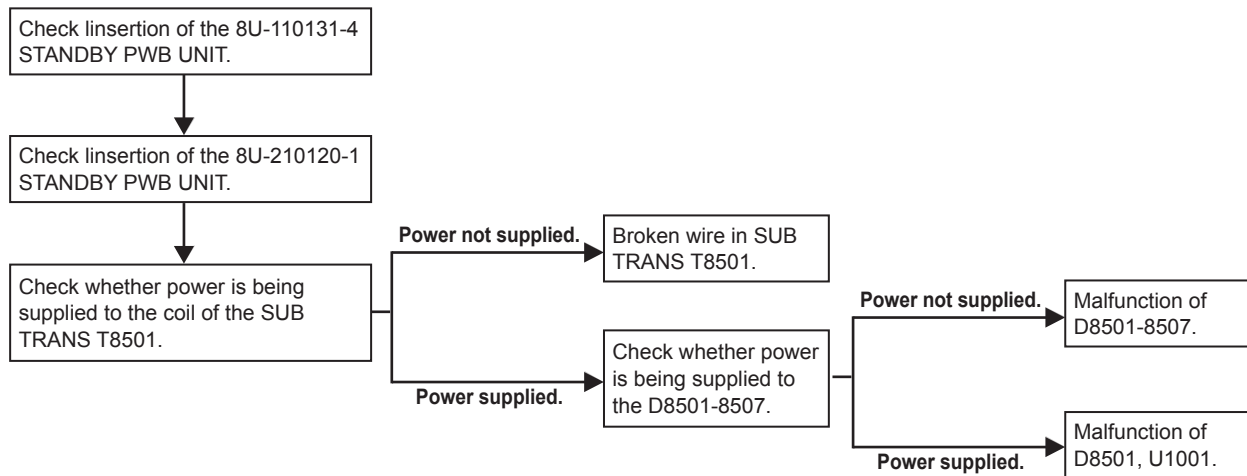 Check linsertion of the 8U-110131-4
STANDBY PWB UNIT.
Check linsertion of the 8U-210120-1
STANDBY PWB UNIT.
Check whether power is being
supplied to the coil of the SUB
TRANS T8501.
Power not supplied.
Broken wire in SUB
TRANS T8501.
Power supplied.
Check whether power
is being supplied to
the D8501-8507.
Power not supplied.
Malfunction of
D8501-8507.
Power supplied.
Malfunction of
D8501, U1001.